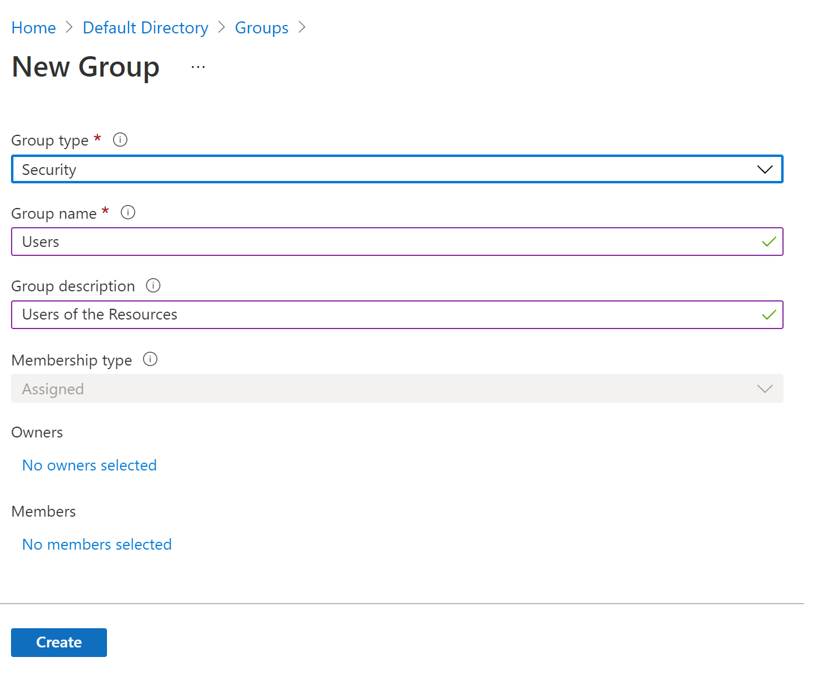 Home > Default Directory > Groups >
New Group ...
Group type *
Security
Group name *
Users
Group description
Users of the Resources
Membership type
Assigned
Owners
No owners selected
Members
No members selected
Create